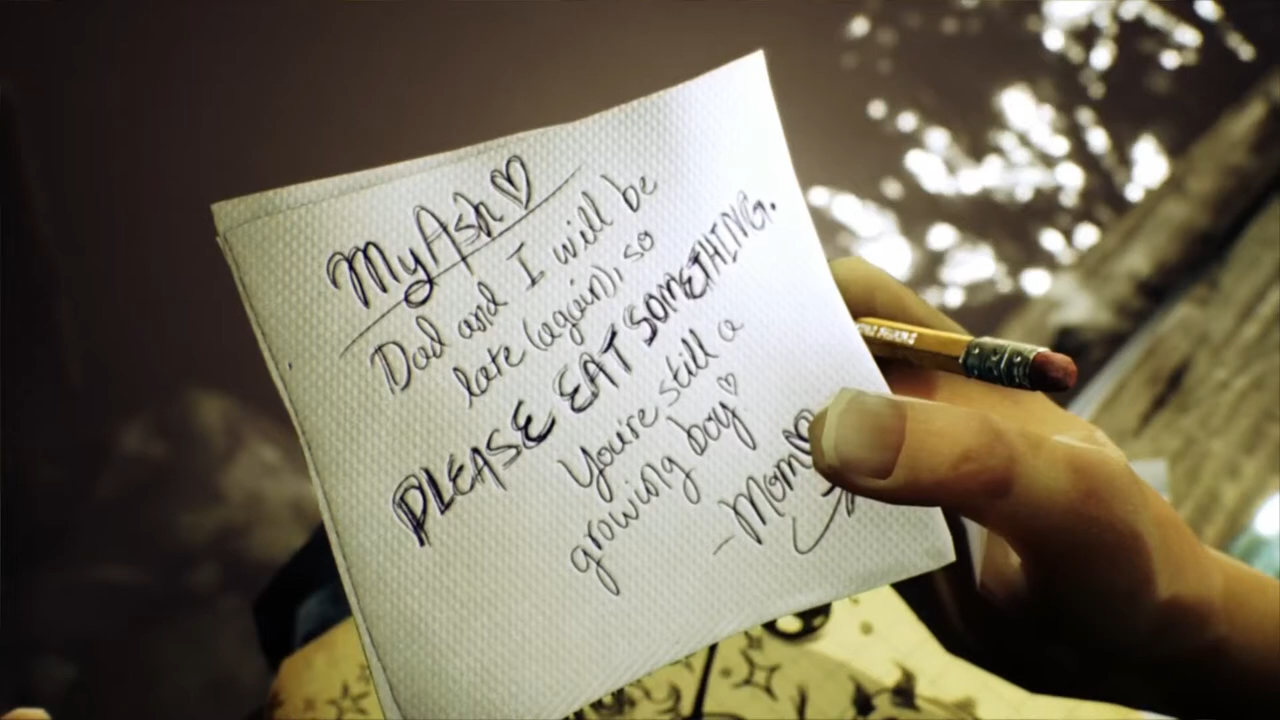 My Ash♡
Dad and I will be
late (again), so
PLEASE EAT SOMETHING.
You're still a
growing boy♡
-Mom